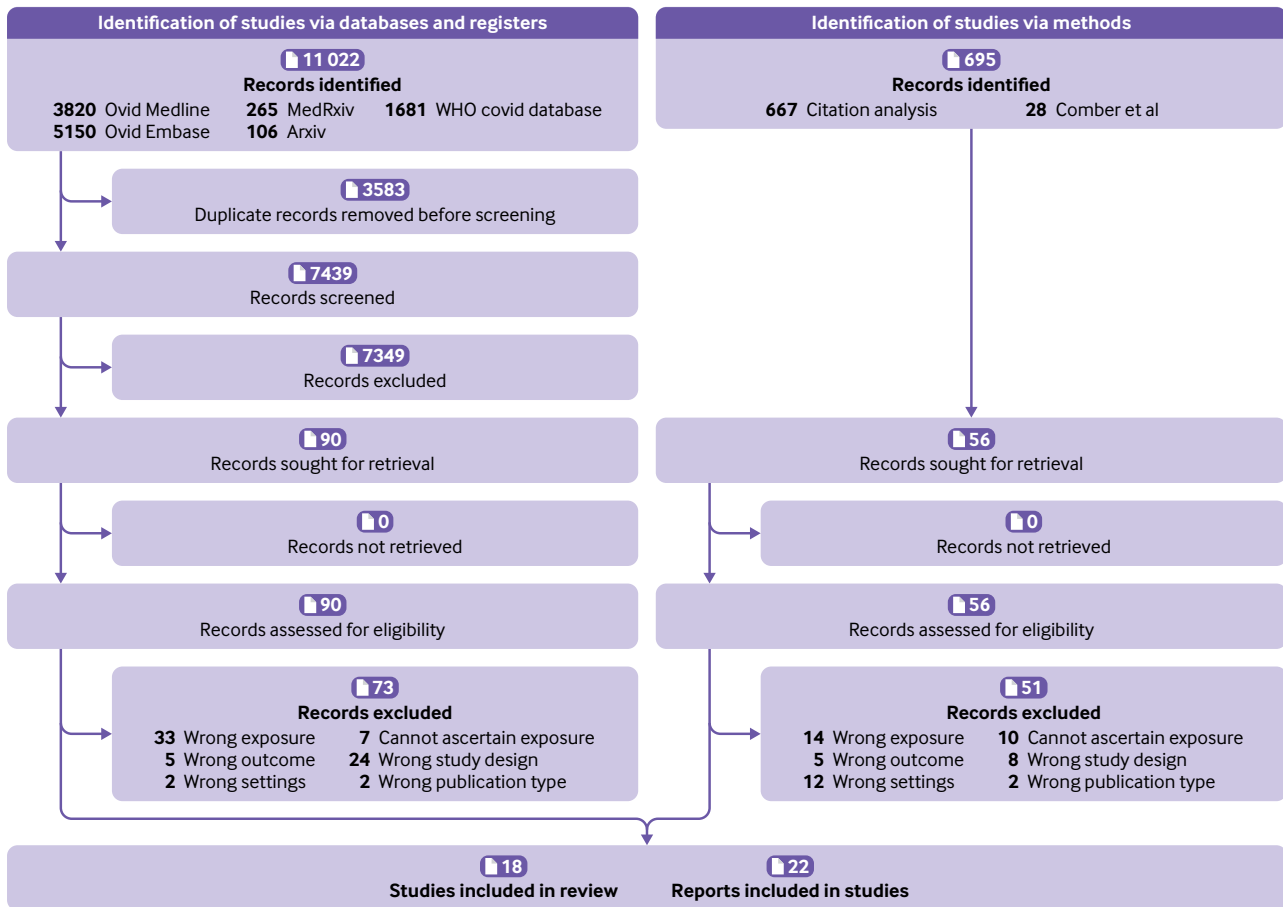 Identification of studies via databases and registers
11 022
Records identified
3820 Ovid Medline 265 MedRxiv 1681 WHO covid database
5150 Ovid Embase 106 Arxiv
3583
Duplicate records removed before screening
7439
Records screened
7349
Records excluded
90
Records sought for retrieval
0
Records not retrieved
90
Records assessed for eligibility
73
Records excluded
33 Wrong exposure 7 Cannot ascertain exposure
5 Wrong outcome 24 Wrong study design
2 Wrong settings 2 Wrong publication type
Identification of studies via methods
695
Records identified
667 Citation analysis 28 Comber et al
56
Records sought for retrieval
0
Records not retrieved
56
Records assessed for eligibility
51
Records excluded
14 Wrong exposure 10 Cannot ascertain exposure
5 Wrong outcome 8 Wrong study design
12 Wrong settings 2 Wrong publication type
18 22
Studies included in review Reports included in studies